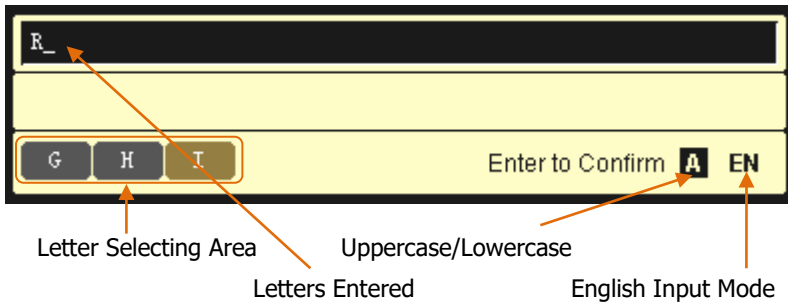 R_
G H I Enter to Confirm A EN
Letter Selecting Area Uppercase/Lowercase
Letters Entered English Input Mode